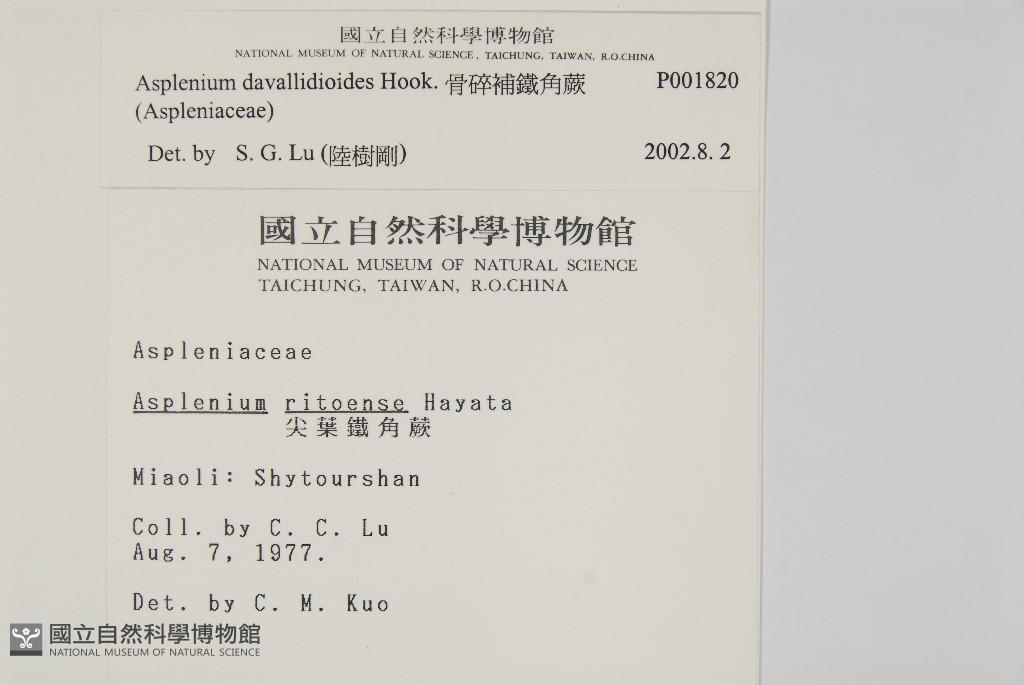 國立自然科學博物館
NATIONAL MUSEUM OF NATURAL SCIENCE, TAICHUNG, TAIWAN, R.O.CHINA
Asplenium davallidioides Hook. 骨碎補鐵角蕨 P001820
(Aspleniaceae)
Det. by S. G. Lu (陸樹剛) 2002.8. 2
國立自然科學博物館
NATIONAL MUSEUM OF NATURAL SCIENCE
TAICHUNG, TAIWAN, R.O.CHINA
Aspleniaceae
Asplenium ritoense Hayata
尖葉鐵角蕨
Miaoli: Shytourshan
Coll. by C. C. Lu
Aug. 7, 1977.
Det. by C. M. Kuo
國立自然科學博物館
NATIONAL MUSEUM OF NATURAL SCIENCE